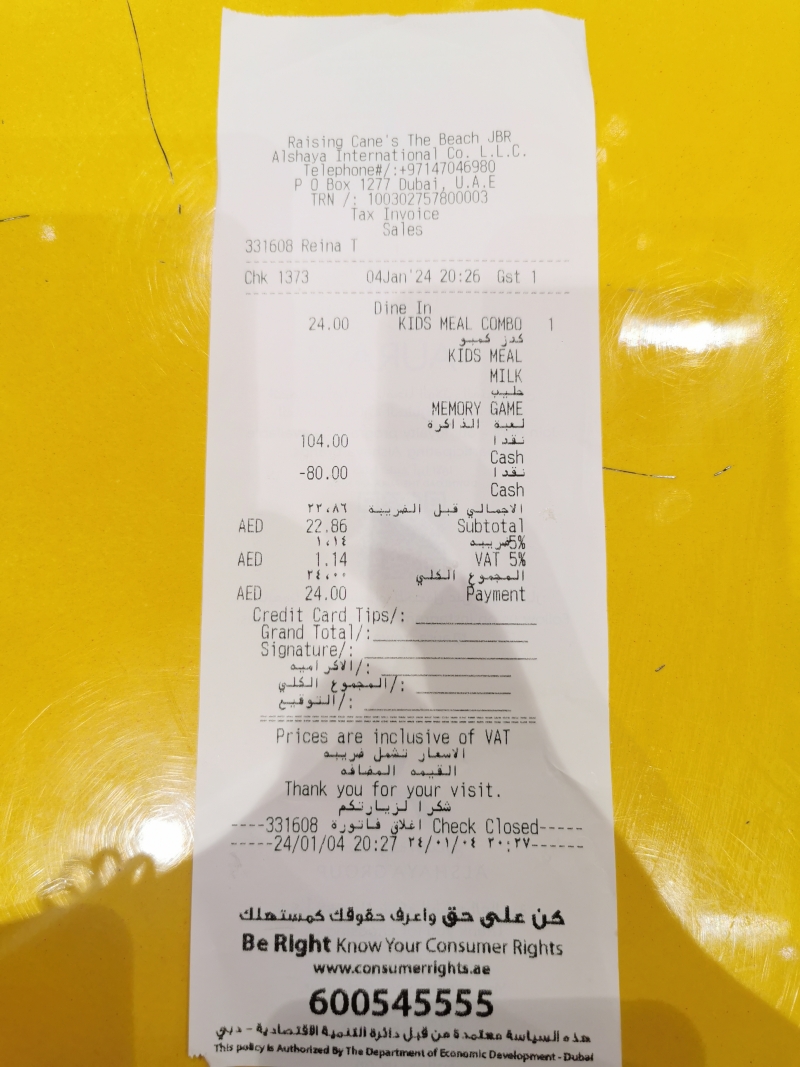 Raising Cane's The Beach JBR
Alshaya International Co. L.L.C.
Telephone#/:+97147046980
P O Box 1277 Dubai, U.A.E
TRN /: 100302757800003
Tax Invoice
Sales
331608 Reina T
Chk 1373 04Jan'24 20:26 Gst 1
Dine In
24.00 KIDS MEAL COMBO 1
كدز كمبو
KIDS MEAL
MILK
حليب
MEMORY GAME
لعبة الذاكرة
104.00 نقدا
Cash
-80.00 نقدا
Cash
الاجمالي قبل الضريبه ٢٢،٨٦
AED 22.86 Subtotal
5%ضريبه ١،١٤
AED 1.14 VAT 5%
المجموع الكلي ٢٤،٠٠
AED 24.00 Payment
Credit Card Tips/: ____________
Grand Total/:____________
Signature/: ____________
الاكراميه/: ____________
المجموع الكلي/: ____________
التوقيع/: ____________
Prices are inclusive of VAT
الاسعار تشمل ضريبه
القيمه المضافه
Thank you for your visit.
شكرا لزيارتكم
----331608 اغلاق فاتورة Check Closed-----
-----24/01/04 20:27 ٢٤/٠١/٠٤ ٢٠:٢٧------
كن على حق واعرف حقوقك كمستهلك
Be Right Know Your Consumer Rights
www.consumerrights.ae
600545555
هذه السياسة معتمدة من قبل دائرة التنمية الاقتصادية - دبي
This policy is Authorized By The Department of Economic Development - Dubai